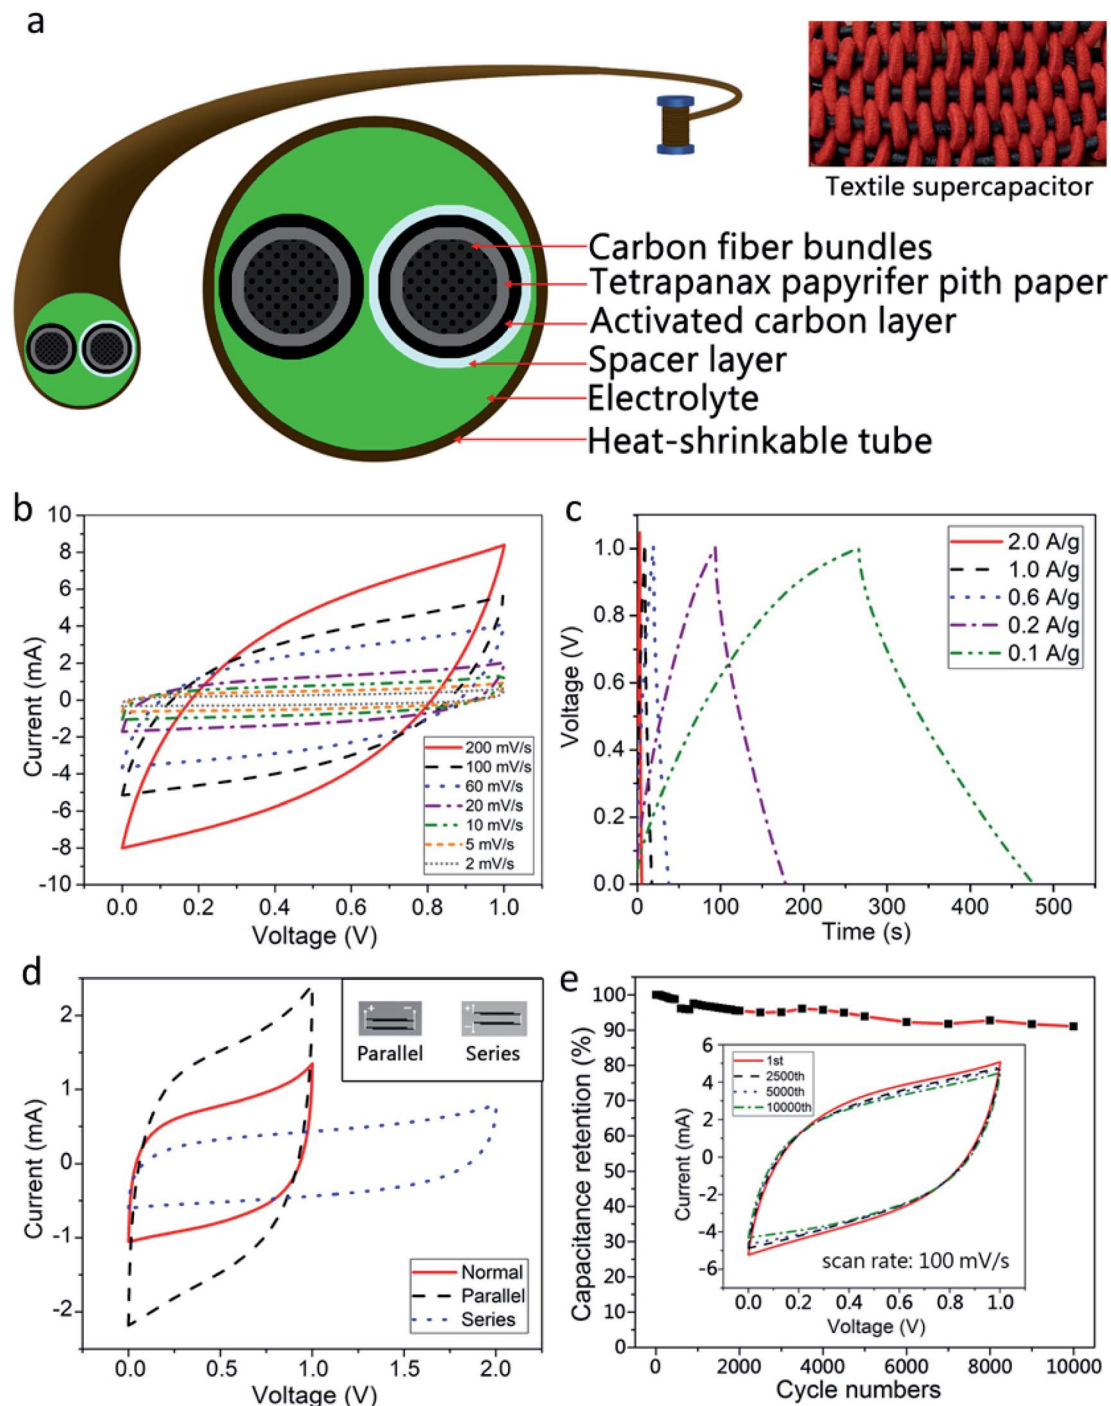 a
Textile supercapacitor
Carbon fiber bundles
Tetrapanax papyrifer pith paper
Activated carbon layer
Spacer layer
Electrolyte
Heat-shrinkable tube
b
10
8
6
4
2
0
-2
-4
-6
-8
-10
Current (mA)
200 mV/s
100 mV/s
60 mV/s
20 mV/s
10 mV/s
5 mV/s
2 mV/s
0.0 0.2 0.4 0.6 0.8 1.0
Voltage (V)
c
1.0
0.8
0.6
0.4
0.2
0.0
Voltage (V)
2.0 A/g
1.0 A/g
0.6 A/g
0.2 A/g
0.1 A/g
0 100 200 300 400 500
Time (s)
d
2
1
0
-1
-2
Current (mA)
+ −
Parallel
+
−
Series
Normal
Parallel
Series
0.0 0.5 1.0 1.5 2.0
Voltage (V)
e
100
90
80
70
60
50
40
30
20
10
0
Capacitance retention (%)
6
4
2
0
-2
-4
-6
Current (mA)
1st
2500th
5000th
10000th
scan rate: 100 mV/s
0.0 0.2 0.4 0.6 0.8 1.0
Voltage (V)
0 2000 4000 6000 8000 10000
Cycle numbers